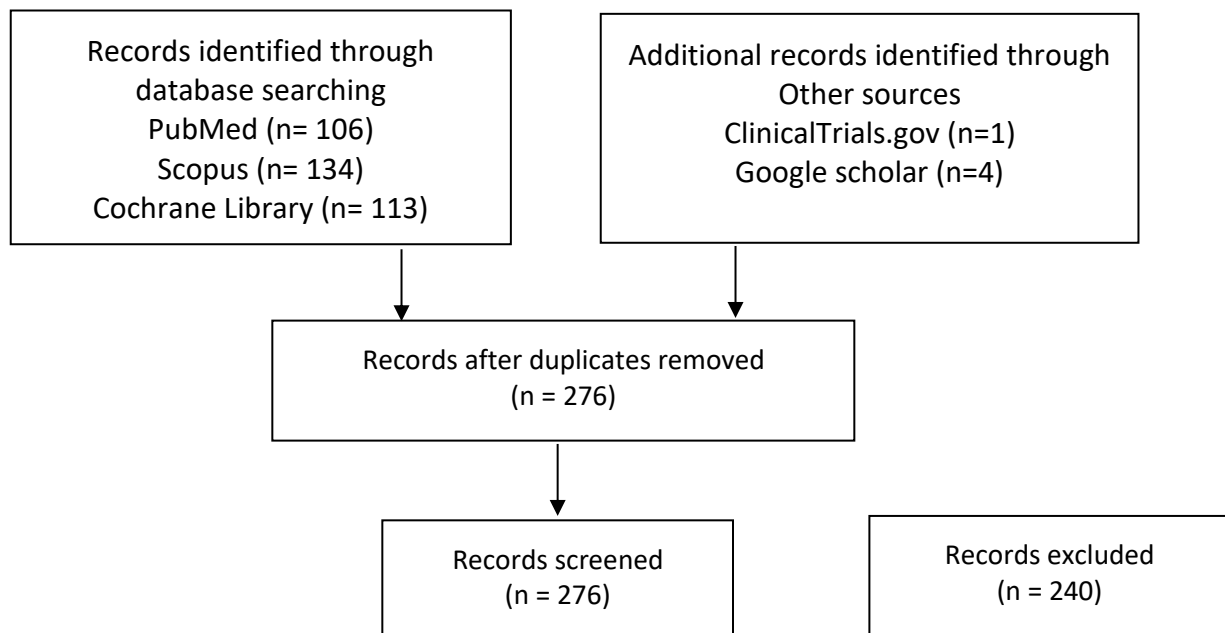 Records identified through
database searching
PubMed (n= 106)
Scopus (n= 134)
Cochrane Library (n= 113)
Additional records identified through
Other sources
ClinicalTrials.gov (n=1)
Google scholar (n=4)
Records after duplicates removed
(n = 276)
Records screened
(n = 276)
Records excluded
(n = 240)